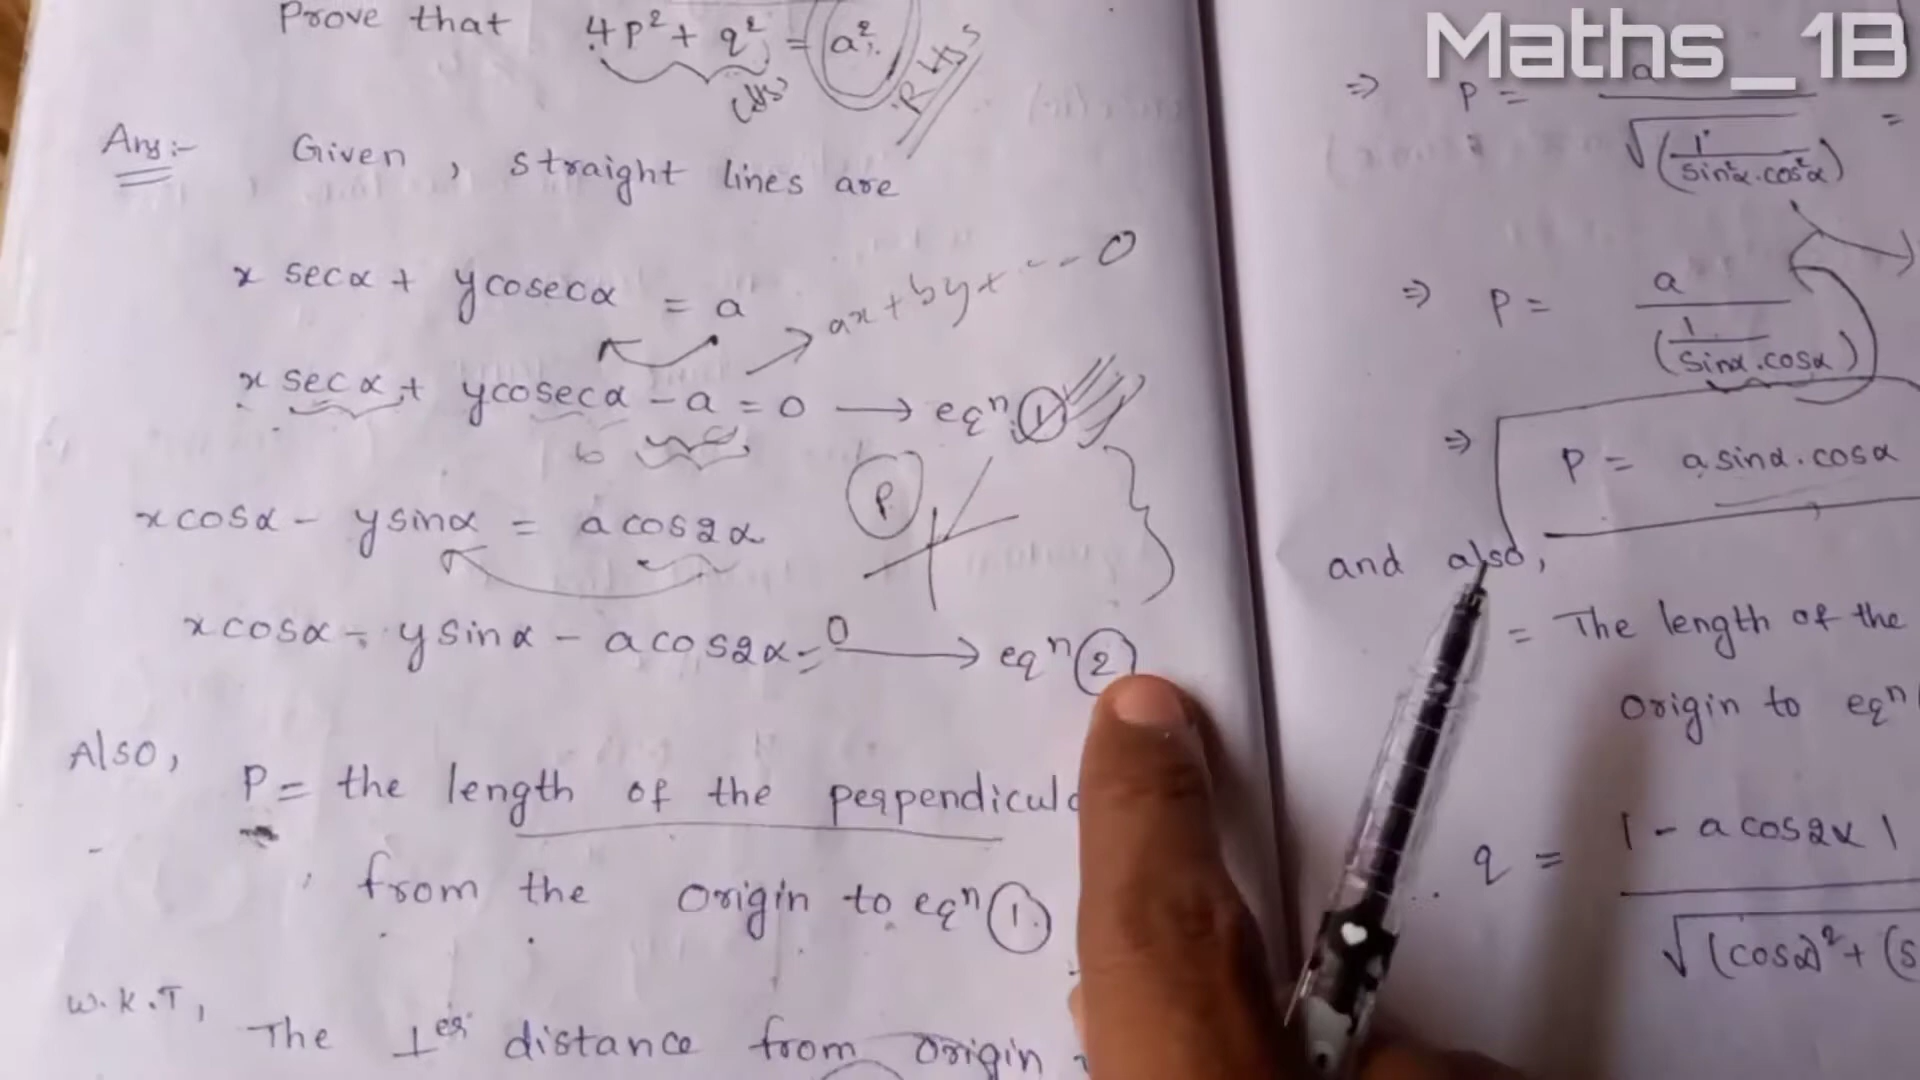 Maths_1B
Prove that 4p² + q² = a².
LHS
RHS
Ans:- Given, straight lines are
x secα + y cosecα = a
ax + by + --- 0
x secα + y cosecα - a = 0 → eqⁿ ①
b
P
x cosα - y sinα = a cos2α
x cosα - y sinα - a cos2α = 0 → eqⁿ ②
Also, P = the length of the perpendicula
from the origin to eqⁿ ①.
W.K.T, The ⊥er distance from origin
⇒ P = a / √(1 / sin²α.cos²α) =
⇒ P = a / (1 / sinα.cosα)
⇒ P = a sinα.cosα
and also,
= The length of the
origin to eqⁿ
q = |- a cos2α| / √(cosα)² + (s